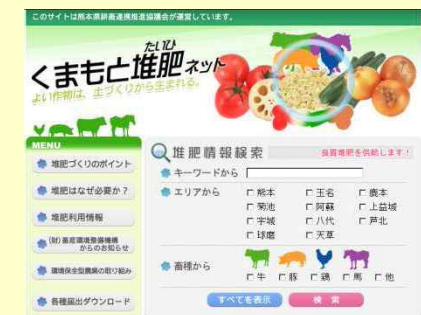 このサイトは熊本県耕畜連携推進協議会が運営しています。
たいひ
くまもと堆肥ネット
よい作物は、土づくりから生まれる。
MENU
堆肥づくりのポイント
堆肥はなぜ必要か？
堆肥利用情報
(財)畜産環境整備機構
からのお知らせ
環境保全型農業の取り組み
各種届出ダウンロード
堆肥情報検索
良質堆肥を供給します！
キーワードから
エリアから
熊本 玉名 鹿本
菊池 阿蘇 上益城
宇城 八代 芦北
球磨 天草
畜種から
牛 豚 鶏 馬 他
すべてを表示 検索